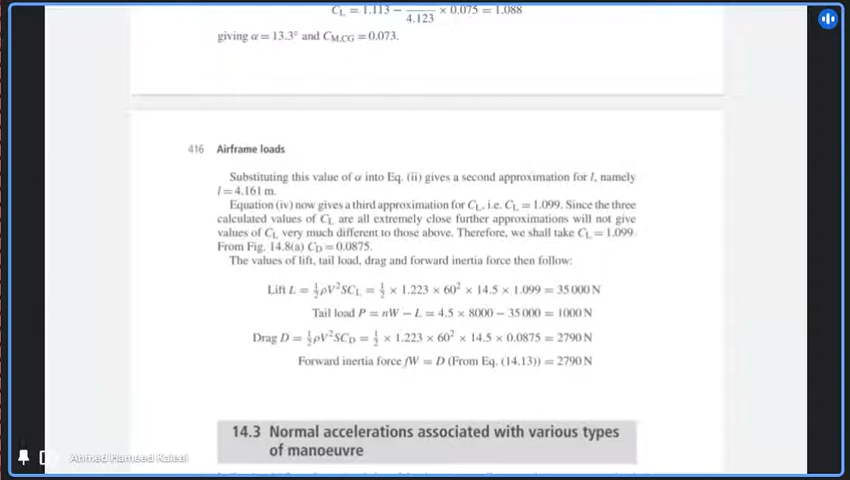 C_L = 1.113 − ——— × 0.075 = 1.088
4.123
giving α = 13.3° and C_M,CG = 0.073.
416 Airframe loads
Substituting this value of α into Eq. (ii) gives a second approximation for l, namely
l = 4.161 m.
Equation (iv) now gives a third approximation for C_L, i.e. C_L = 1.099. Since the three
calculated values of C_L are all extremely close further approximations will not give
values of C_L very much different to those above. Therefore, we shall take C_L = 1.099.
From Fig. 14.8(a) C_D = 0.0875.
The values of lift, tail load, drag and forward inertia force then follow:
Lift L = ½ρV²SC_L = ½ × 1.223 × 60² × 14.5 × 1.099 = 35 000 N
Tail load P = nW − L = 4.5 × 8000 − 35 000 = 1000 N
Drag D = ½ρV²SC_D = ½ × 1.223 × 60² × 14.5 × 0.0875 = 2790 N
Forward inertia force fW = D (From Eq. (14.13)) = 2790 N
14.3 Normal accelerations associated with various types
of manoeuvre
Ahmed Hameed Kaleel